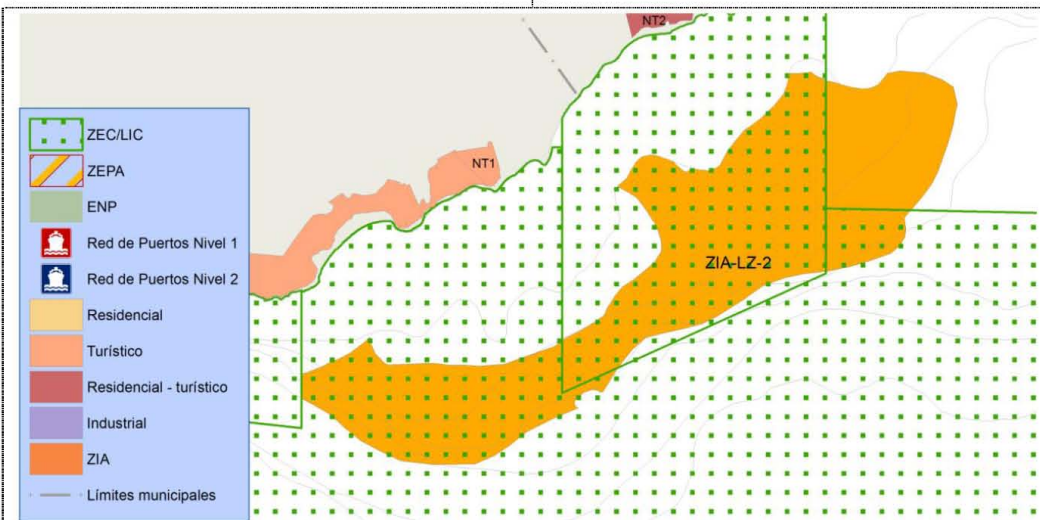 NT2
NT1
ZIA-LZ-2
ZEC/LIC
ZEPA
ENP
Red de Puertos Nivel 1
Red de Puertos Nivel 2
Residencial
Turístico
Residencial - turístico
Industrial
ZIA
Límites municipales